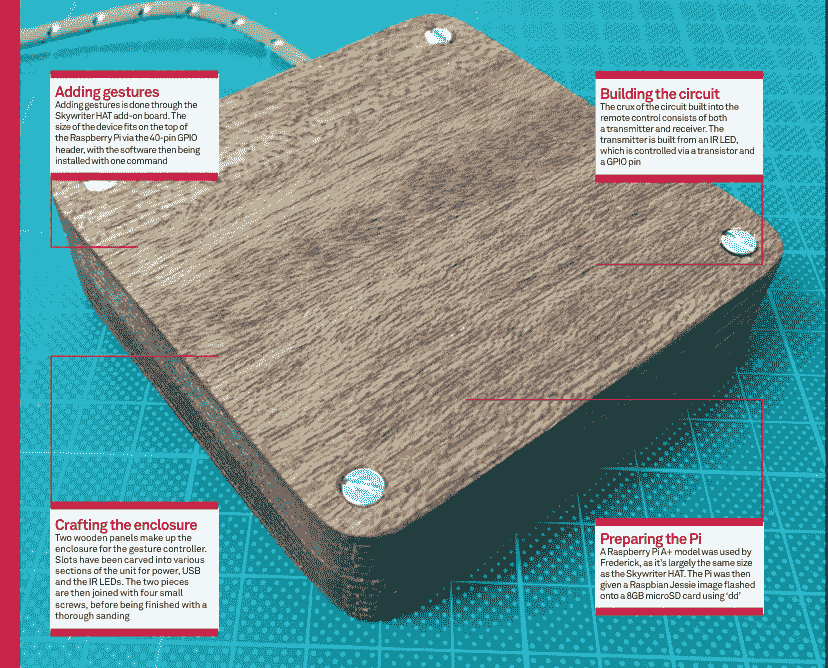 Adding gestures
Adding gestures is done through the
Skywriter HAT add-on board. The
size of the device fits on the top of
the Raspberry Pi via the 40-pin GPIO
header, with the software then being
installed with one command
Building the circuit
The crux of the circuit built into the
remote control consists of both
a transmitter and receiver. The
transmitter is built from an IR LED,
which is controlled via a transistor and
a GPIO pin
Crafting the enclosure
Two wooden panels make up the
enclosure for the gesture controller.
Slots have been carved into various
sections of the unit for power, USB
and the IR LEDs. The two pieces
are then joined with four small
screws, before being finished with a
thorough sanding
Preparing the Pi
A Raspberry Pi A+ model was used by
Frederick, as it's largely the same size
as the Skywriter HAT. The Pi was then
given a Raspbian Jessie image flashed
onto a 8GB microSD card using ‘dd’